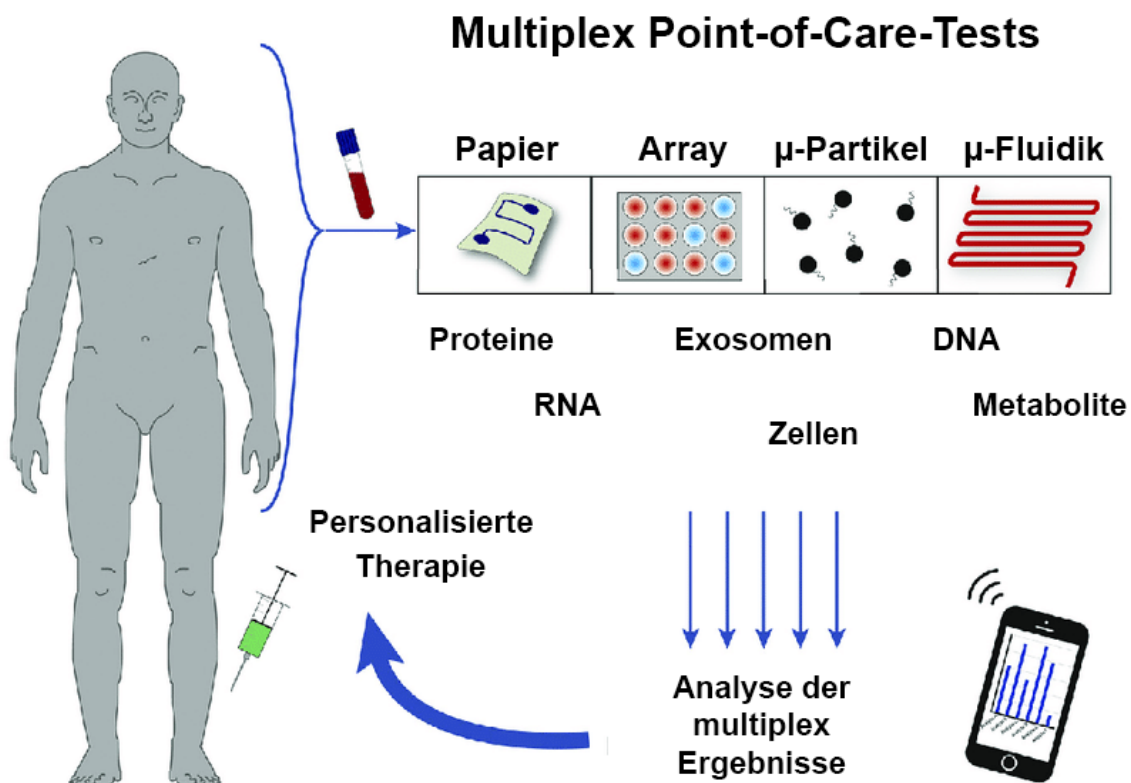 Multiplex Point-of-Care-Tests
Papier Array µ-Partikel µ-Fluidik
Proteine Exosomen DNA
RNA Metabolite
Zellen
Personalisierte
Therapie
Analyse der
multiplex
Ergebnisse